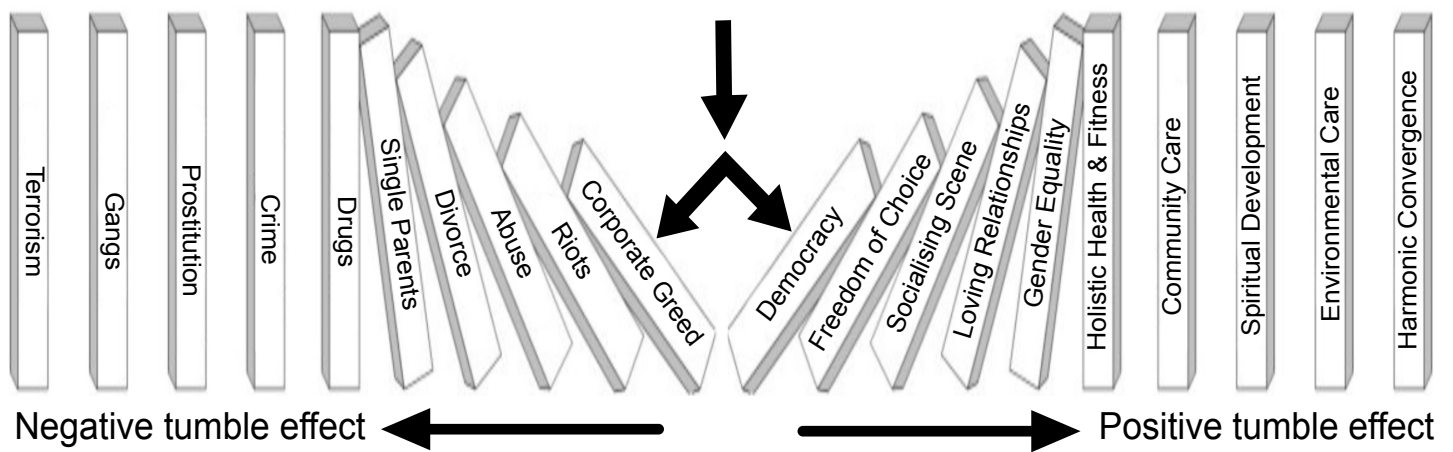 Terrorism
Gangs
Prostitution
Crime
Drugs
Single Parents
Divorce
Abuse
Riots
Corporate Greed
Democracy
Freedom of Choice
Socialising Scene
Loving Relationships
Gender Equality
Holistic Health & Fitness
Community Care
Spiritual Development
Environmental Care
Harmonic Convergence
Negative tumble effect
Positive tumble effect